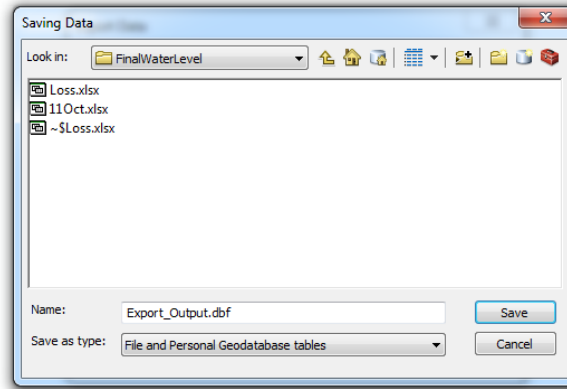 Saving Data
Look in: FinalWaterLevel
Loss.xlsx
11Oct.xlsx
~$Loss.xlsx
Name: Export_Output.dbf Save
Save as type: File and Personal Geodatabase tables Cancel